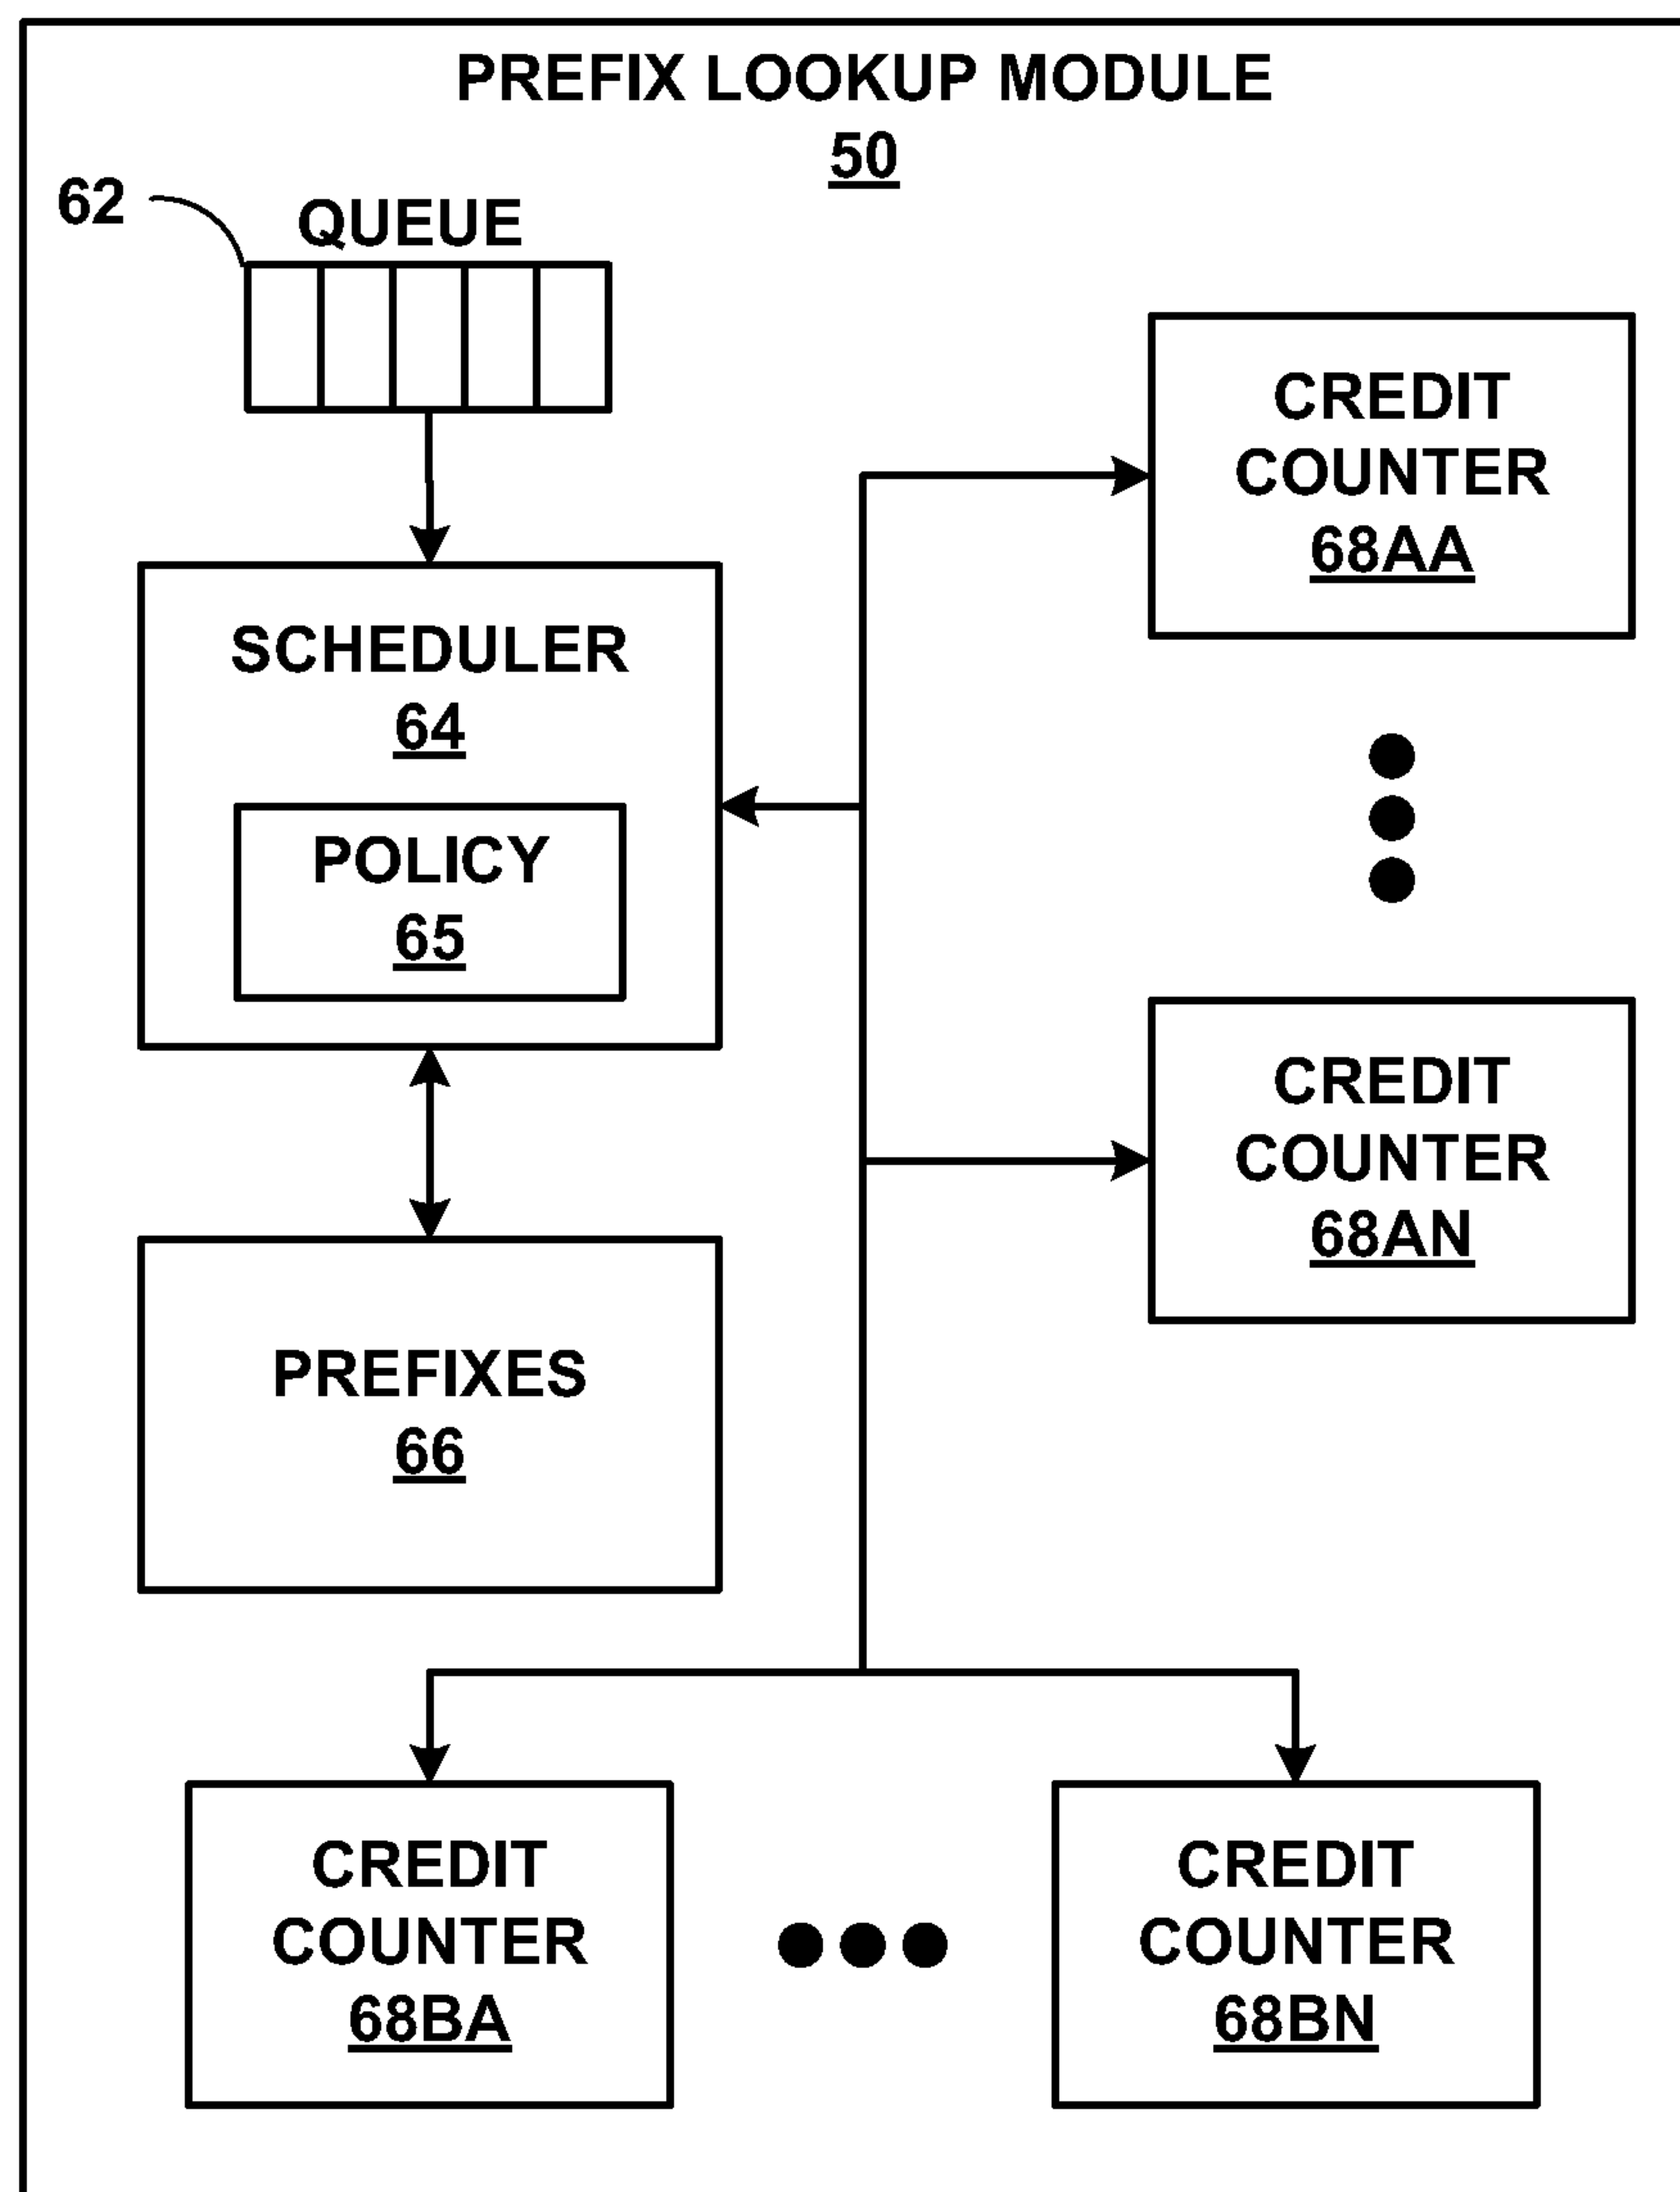 PREFIX LOOKUP MODULE
50
62
QUEUE
SCHEDULER
64
POLICY
65
PREFIXES
66
CREDIT
COUNTER
68AA
CREDIT
COUNTER
68AN
CREDIT
COUNTER
68BA
CREDIT
COUNTER
68BN